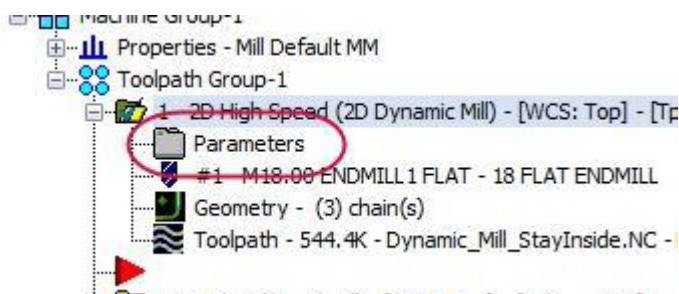 Machine Group-1
Properties - Mill Default MM
Toolpath Group-1
1 - 2D High Speed (2D Dynamic Mill) - [WCS: Top] - [Tp
Parameters
#1 - M18.00 ENDMILL1 FLAT - 18 FLAT ENDMILL
Geometry - (3) chain(s)
Toolpath - 544.4K - Dynamic_Mill_StayInside.NC -